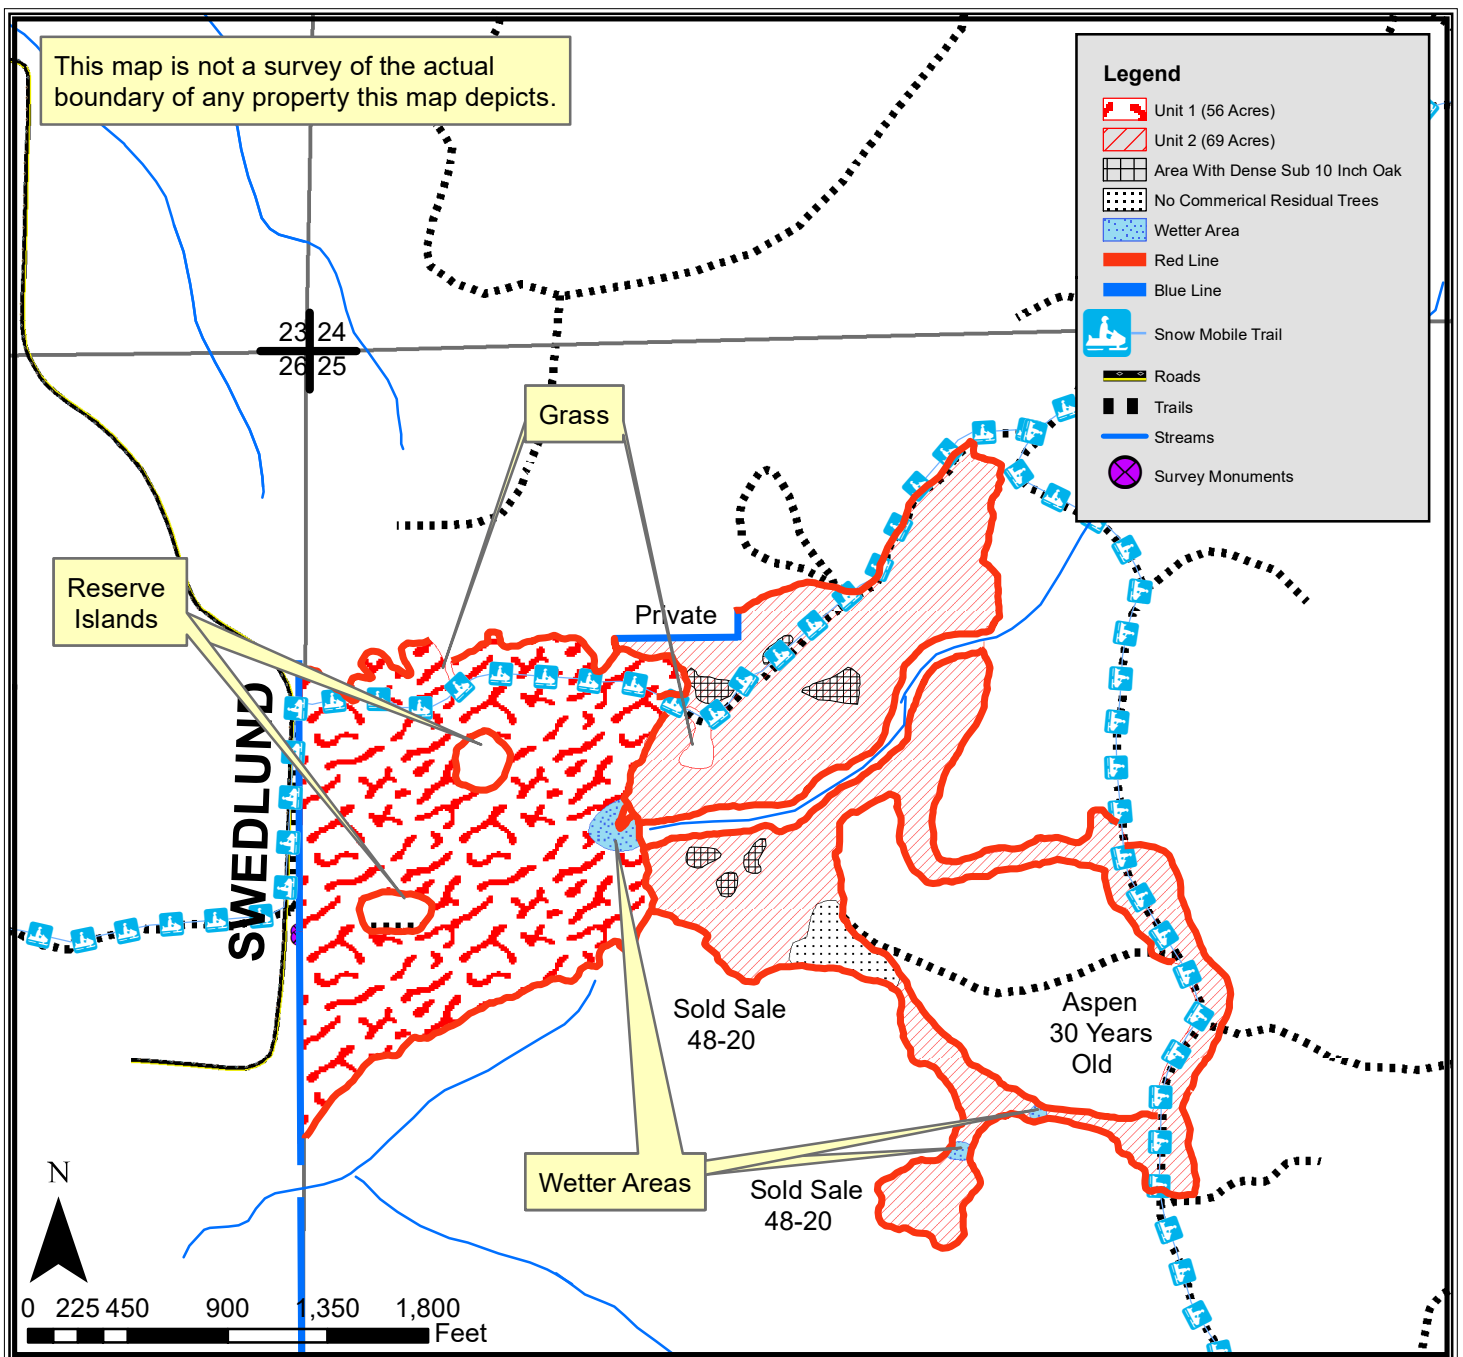 This map is not a survey of the actual
boundary of any property this map depicts.
Legend
Unit 1 (56 Acres)
Unit 2 (69 Acres)
Area With Dense Sub 10 Inch Oak
No Commerical Residual Trees
Wetter Area
Red Line
Blue Line
Snow Mobile Trail
Roads
Trails
Streams
Survey Monuments
23 24
26 25
Grass
Reserve
Islands
Private
SWEDLUND
Sold Sale
48-20
Aspen
30 Years
Old
Wetter Areas
Sold Sale
48-20
N
0 225 450 900 1,350 1,800
Feet